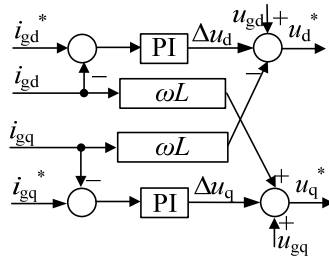 u_gd +
i_gd* PI Δu_d u_d*
i_gd − ωL −
i_gq ωL
i_gq* − PI Δu_q + u_q*
+
u_gq